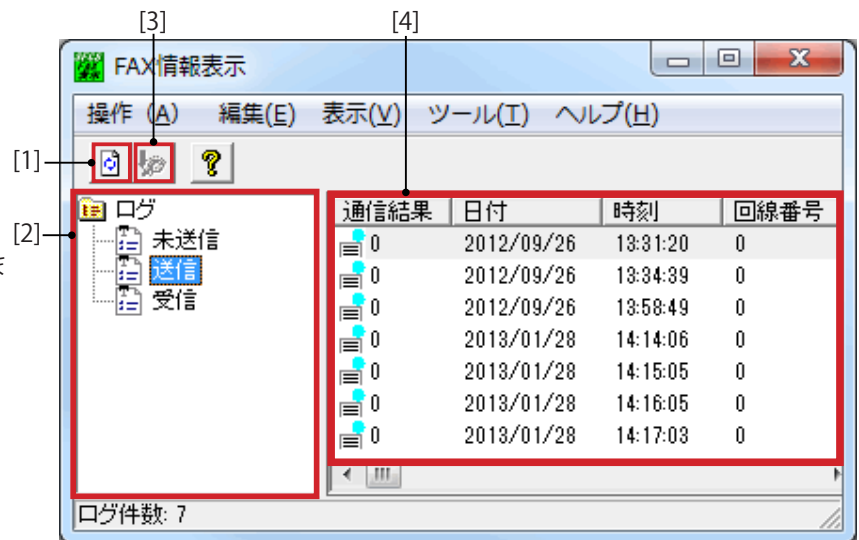 [3] [4]
FAX情報表示
操作 (A) 編集(E) 表示(V) ツール(T) ヘルプ(H)
[1]
[2]
ログ
未送信
送信
受信
通信結果 日付 時刻 回線番号
0 2012/09/26 13:31:20 0
0 2012/09/26 13:34:39 0
0 2012/09/26 13:58:49 0
0 2013/01/28 14:14:06 0
0 2013/01/28 14:15:05 0
0 2013/01/28 14:16:05 0
0 2013/01/28 14:17:03 0
ログ件数: 7